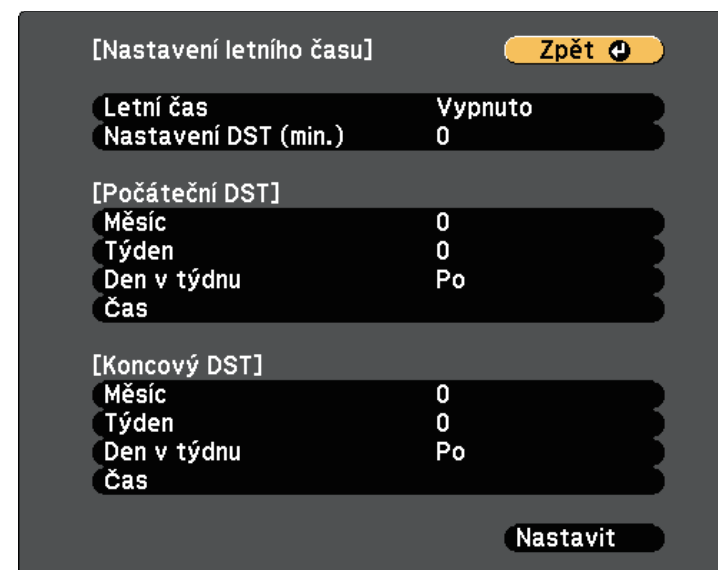 [Nastavení letního času] Zpět
Letní čas Vypnuto
Nastavení DST (min.) 0
[Počáteční DST]
Měsíc 0
Týden 0
Den v týdnu Po
Čas
[Koncový DST]
Měsíc 0
Týden 0
Den v týdnu Po
Čas
Nastavit